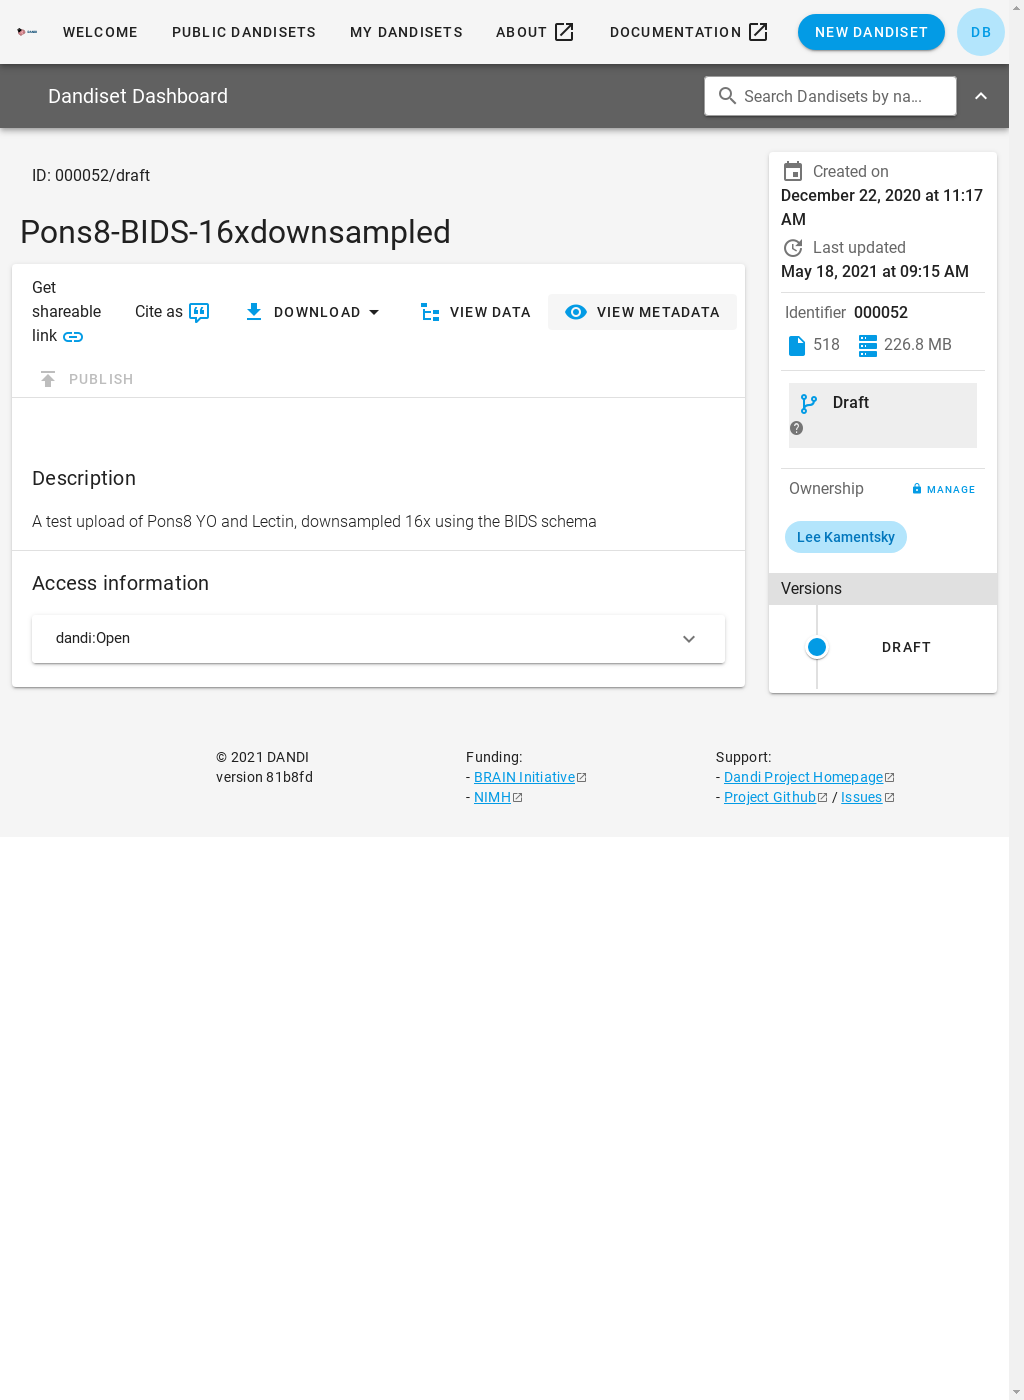 WELCOME
PUBLIC DANDISETS
MY DANDISETS
ABOUT
DOCUMENTATION
NEW DANDISET
DB
Dandiset Dashboard
Search Dandisets by na...
ID: 000052/draft
Pons8-BIDS-16xdownsampled
Get
shareable
link
Cite as
DOWNLOAD
VIEW DATA
VIEW METADATA
PUBLISH
Description
A test upload of Pons8 YO and Lectin, downsampled 16x using the BIDS schema
Access information
dandi:Open
Created on
December 22, 2020 at 11:17
AM
Last updated
May 18, 2021 at 09:15 AM
Identifier 000052
518
226.8 MB
Draft
Ownership
MANAGE
Lee Kamentsky
Versions
DRAFT
© 2021 DANDI
version 81b8fd
Funding:
- BRAIN Initiative
- NIMH
Support:
- Dandi Project Homepage
- Project Github / Issues